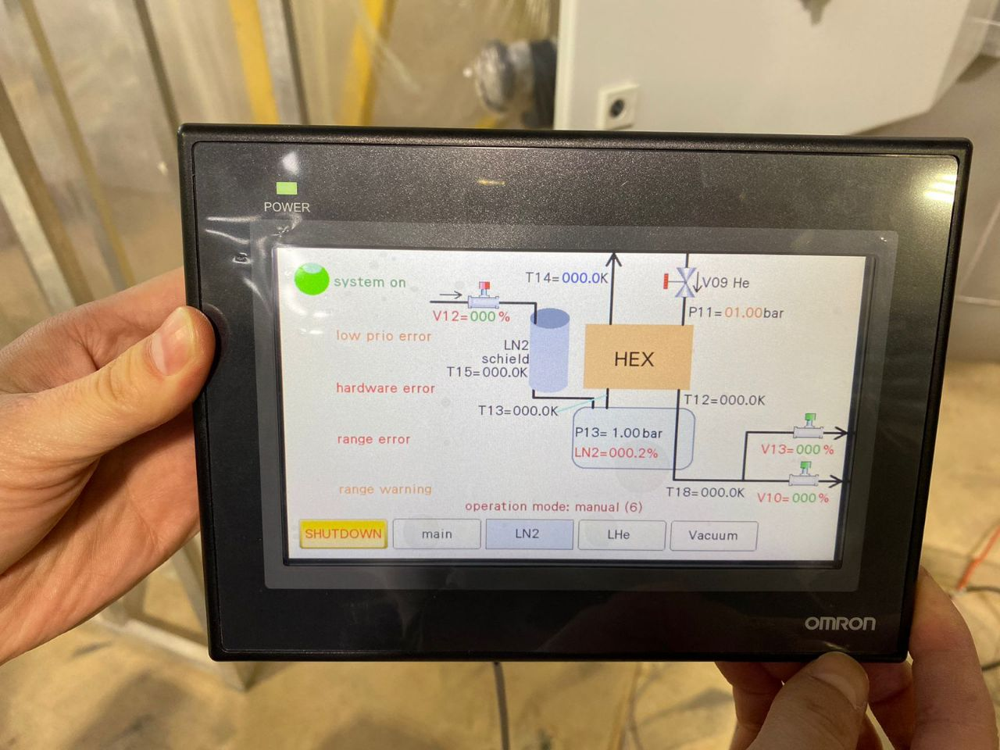 POWER
system on
T14=000.0K
V09 He
V12=000 %
P11=01.00bar
low prio error
LN2
schield
T15=000.0K
HEX
hardware error
T13=000.0K
T12=000.0K
P13= 1.00 bar
LN2=000.2%
range error
V13=000 %
range warning
T18=000.0K
V10=000%
operation mode: manual (6)
SHUTDOWN
main
LN2
LHe
Vacuum
OMRON